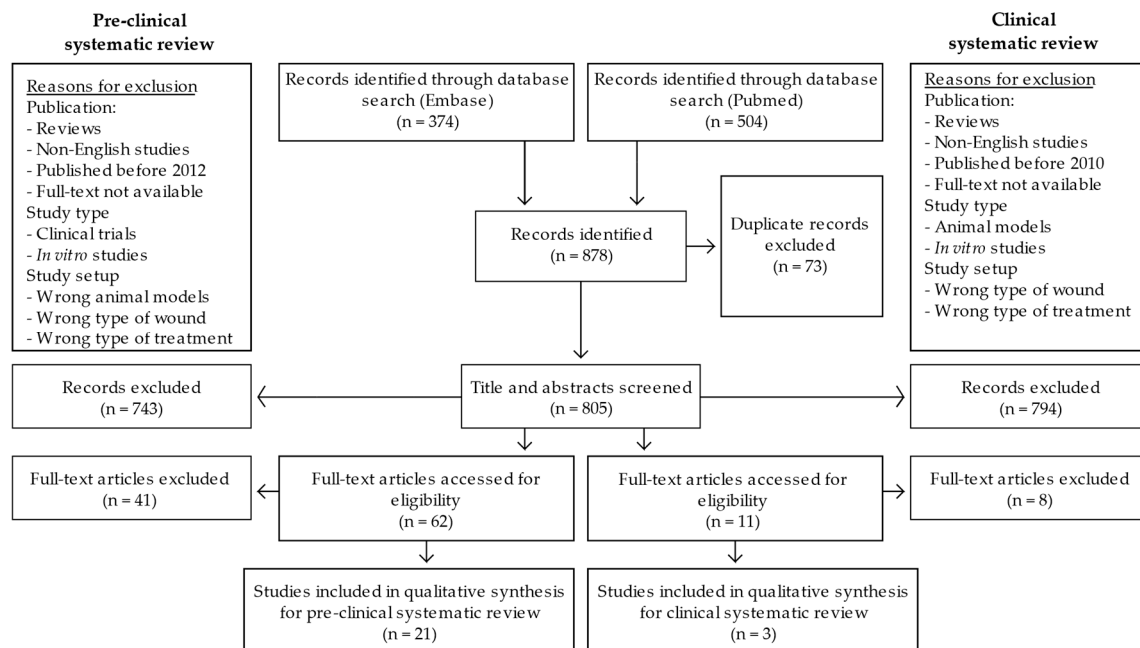 Pre-clinical
systematic review
Reasons for exclusion
Publication:
- Reviews
- Non-English studies
- Published before 2012
- Full-text not available
Study type
- Clinical trials
- In vitro studies
Study setup
- Wrong animal models
- Wrong type of wound
- Wrong type of treatment
Records identified through database
search (Embase)
(n = 374)
Records identified through database
search (Pubmed)
(n = 504)
Clinical
systematic review
Reasons for exclusion
Publication:
- Reviews
- Non-English studies
- Published before 2010
- Full-text not available
Study type
- Animal models
- In vitro studies
Study setup
- Wrong type of wound
- Wrong type of treatment
Records identified
(n = 878)
Duplicate records
excluded
(n = 73)
Records excluded
(n = 743)
Title and abstracts screened
(n = 805)
Records excluded
(n = 794)
Full-text articles excluded
(n = 41)
Full-text articles accessed for
eligibility
(n = 62)
Full-text articles accessed for
eligibility
(n = 11)
Full-text articles excluded
(n = 8)
Studies included in qualitative synthesis
for pre-clinical systematic review
(n = 21)
Studies included in qualitative synthesis
for clinical systematic review
(n = 3)